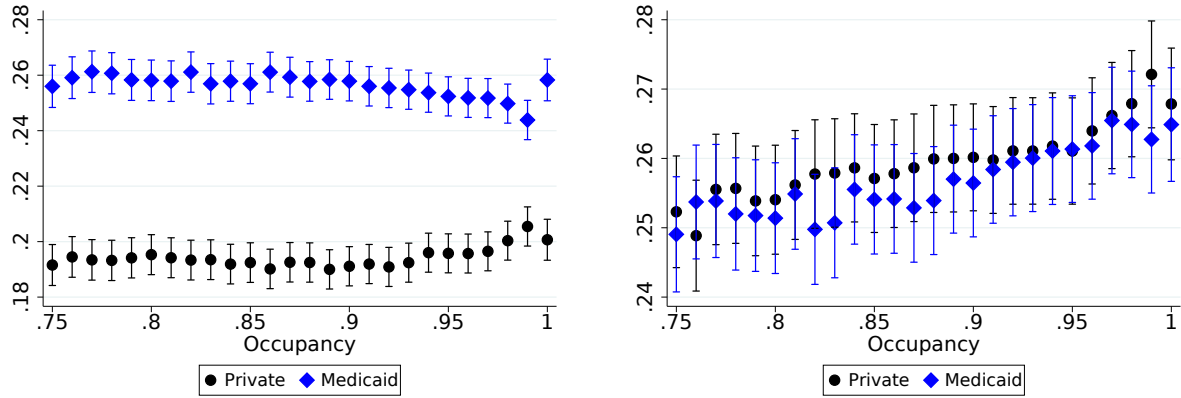 .28
.26
.24
.22
.2
.18
.75 .8 .85 .9 .95 1
Occupancy
Private Medicaid
.28
.27
.26
.25
.24
.75 .8 .85 .9 .95 1
Occupancy
Private Medicaid